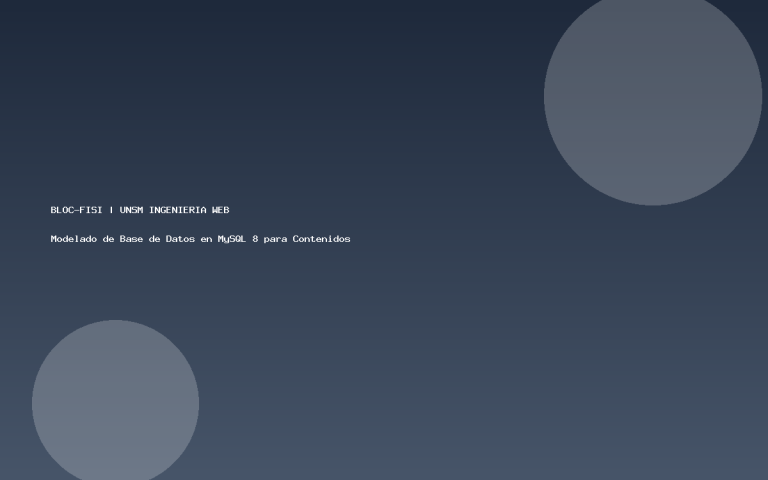 BLOC-FISI | UNSM INGENIERIA WEB
Modelado de Base de Datos en MySQL 8 para Contenidos